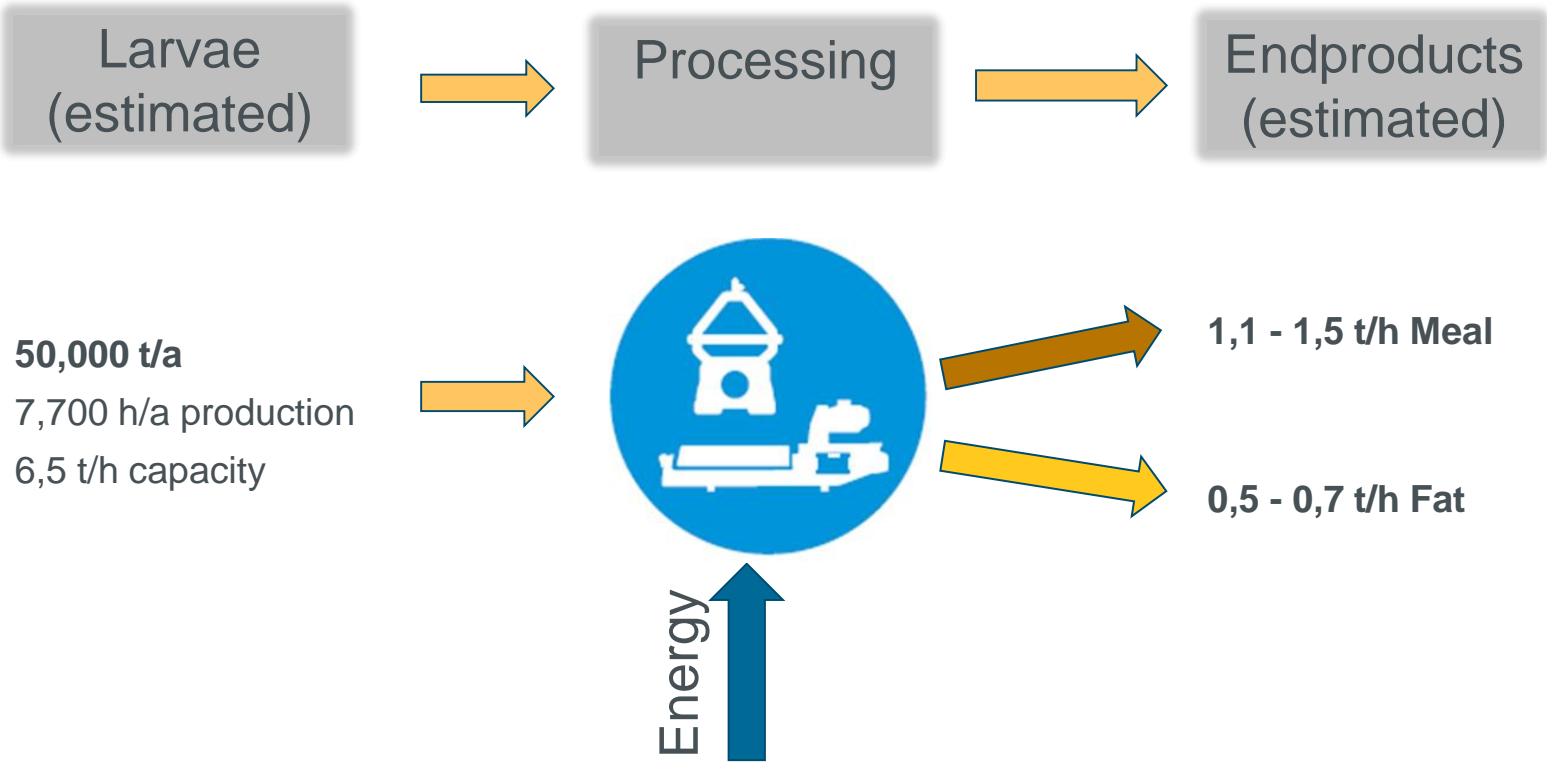 Larvae
(estimated)
Processing
Endproducts
(estimated)
50,000 t/a
7,700 h/a production
6,5 t/h capacity
1,1 - 1,5 t/h Meal
0,5 - 0,7 t/h Fat
Energy